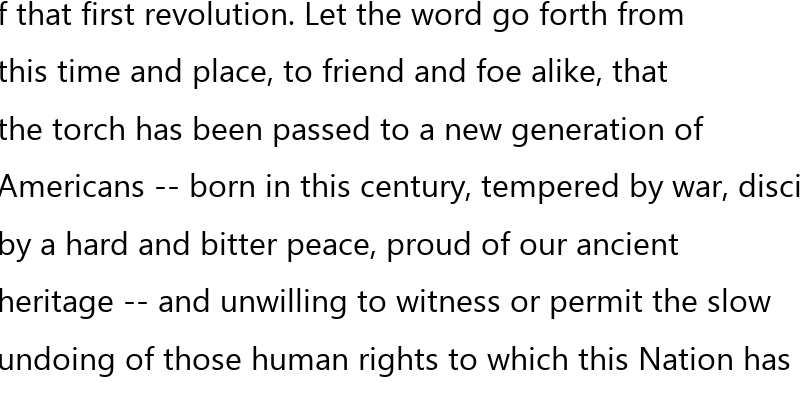 f that first revolution. Let the word go forth from
this time and place, to friend and foe alike, that
the torch has been passed to a new generation of
Americans -- born in this century, tempered by war, disci
by a hard and bitter peace, proud of our ancient
heritage -- and unwilling to witness or permit the slow
undoing of those human rights to which this Nation has